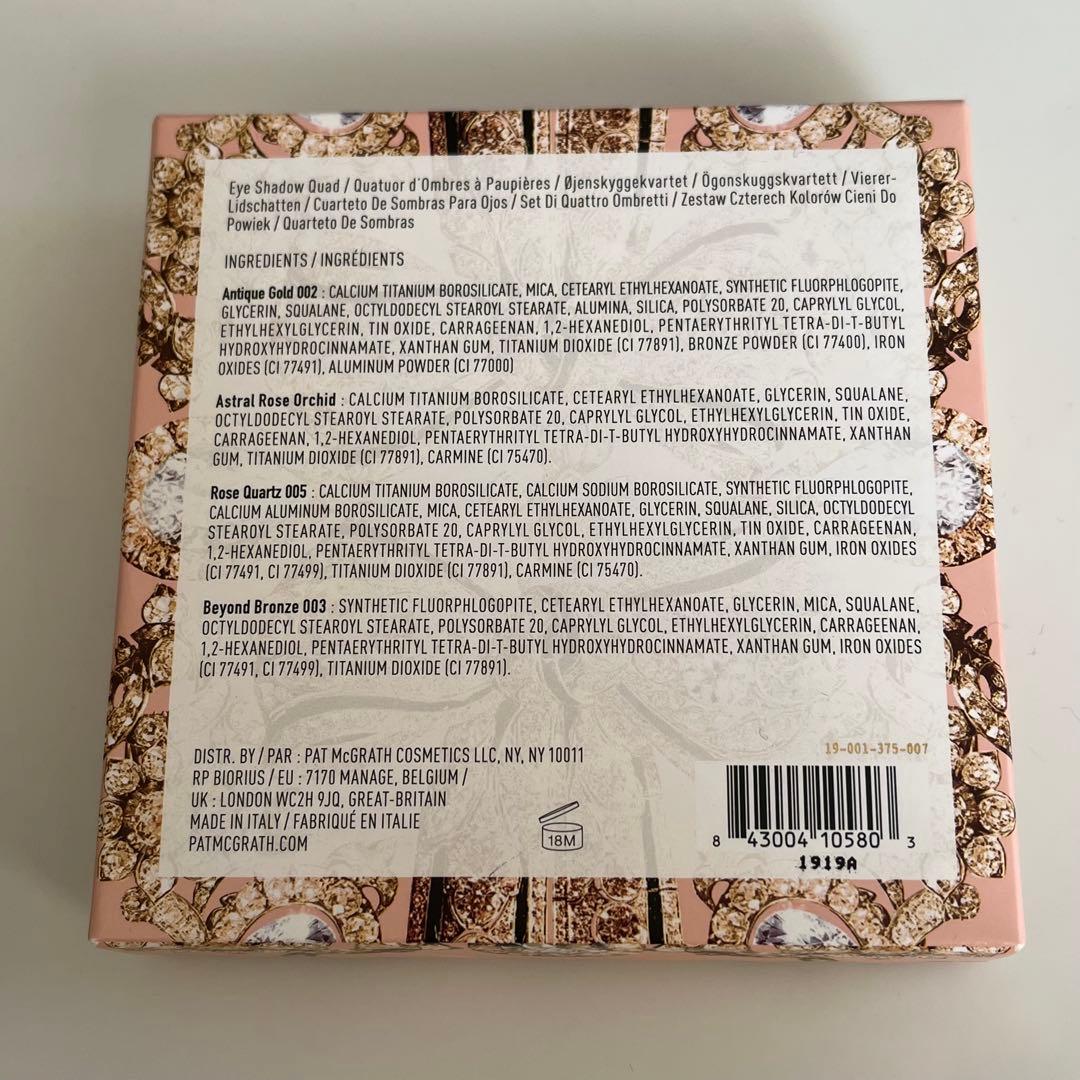 Eye Shadow Quad / Quatuor d'Ombres à Paupières / Øjenskyggekvartet / Ögonskuggskvartett / Vierer-
Lidschatten / Cuarteto De Sombras Para Ojos / Set Di Quattro Ombretti / Zestaw Czterech Kolorów Cieni Do
Powiek / Quarteto De Sombras
INGREDIENTS / INGRÉDIENTS
Antique Gold 002 : CALCIUM TITANIUM BOROSILICATE, MICA, CETEARYL ETHYLHEXANOATE, SYNTHETIC FLUORPHLOGOPITE,
GLYCERIN, SQUALANE, OCTYLDODECYL STEAROYL STEARATE, ALUMINA, SILICA, POLYSORBATE 20, CAPRYLYL GLYCOL,
ETHYLHEXYLGLYCERIN, TIN OXIDE, CARRAGEENAN, 1,2-HEXANEDIOL, PENTAERYTHRITYL TETRA-DI-T-BUTYL
HYDROXYHYDROCINNAMATE, XANTHAN GUM, TITANIUM DIOXIDE (CI 77891), BRONZE POWDER (CI 77400), IRON
OXIDES (CI 77491), ALUMINUM POWDER (CI 77000)
Astral Rose Orchid : CALCIUM TITANIUM BOROSILICATE, CETEARYL ETHYLHEXANOATE, GLYCERIN, SQUALANE,
OCTYLDODECYL STEAROYL STEARATE, POLYSORBATE 20, CAPRYLYL GLYCOL, ETHYLHEXYLGLYCERIN, TIN OXIDE,
CARRAGEENAN, 1,2-HEXANEDIOL, PENTAERYTHRITYL TETRA-DI-T-BUTYL HYDROXYHYDROCINNAMATE, XANTHAN
GUM, TITANIUM DIOXIDE (CI 77891), CARMINE (CI 75470).
Rose Quartz 005 : CALCIUM TITANIUM BOROSILICATE, CALCIUM SODIUM BOROSILICATE, SYNTHETIC FLUORPHLOGOPITE,
CALCIUM ALUMINUM BOROSILICATE, MICA, CETEARYL ETHYLHEXANOATE, GLYCERIN, SQUALANE, SILICA, OCTYLDODECYL
STEAROYL STEARATE, POLYSORBATE 20, CAPRYLYL GLYCOL, ETHYLHEXYLGLYCERIN, TIN OXIDE, CARRAGEENAN,
1,2-HEXANEDIOL, PENTAERYTHRITYL TETRA-DI-T-BUTYL HYDROXYHYDROCINNAMATE, XANTHAN GUM, IRON OXIDES
(CI 77491, CI 77499), TITANIUM DIOXIDE (CI 77891), CARMINE (CI 75470).
Beyond Bronze 003 : SYNTHETIC FLUORPHLOGOPITE, CETEARYL ETHYLHEXANOATE, GLYCERIN, MICA, SQUALANE,
OCTYLDODECYL STEAROYL STEARATE, POLYSORBATE 20, CAPRYLYL GLYCOL, ETHYLHEXYLGLYCERIN, CARRAGEENAN,
1,2-HEXANEDIOL, PENTAERYTHRITYL TETRA-DI-T-BUTYL HYDROXYHYDROCINNAMATE, XANTHAN GUM, IRON OXIDES
(CI 77491, CI 77499), TITANIUM DIOXIDE (CI 77891).
DISTR. BY / PAR : PAT McGRATH COSMETICS LLC, NY, NY 10011
RP BIORIUS / EU : 7170 MANAGE, BELGIUM /
UK : LONDON WC2H 9JQ, GREAT-BRITAIN
MADE IN ITALY / FABRIQUÉ EN ITALIE
PATMCGRATH.COM
18M
19-001-375-007
8 43004 10580 3
1919A